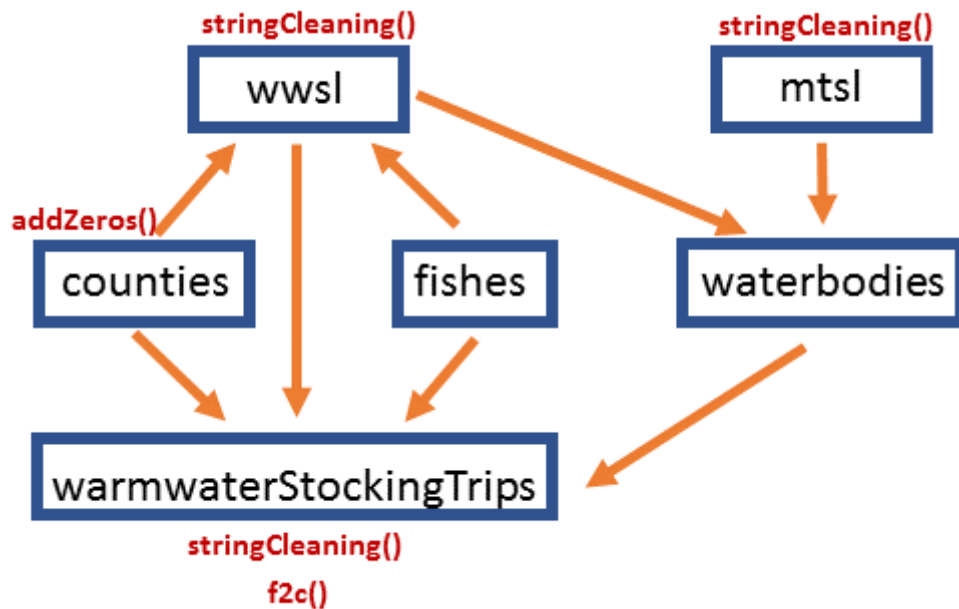 stringCleaning()
stringCleaning()
wwsl
mtsl
addZeros()
counties
fishes
waterbodies
warmwaterStockingTrips
stringCleaning()
f2c()